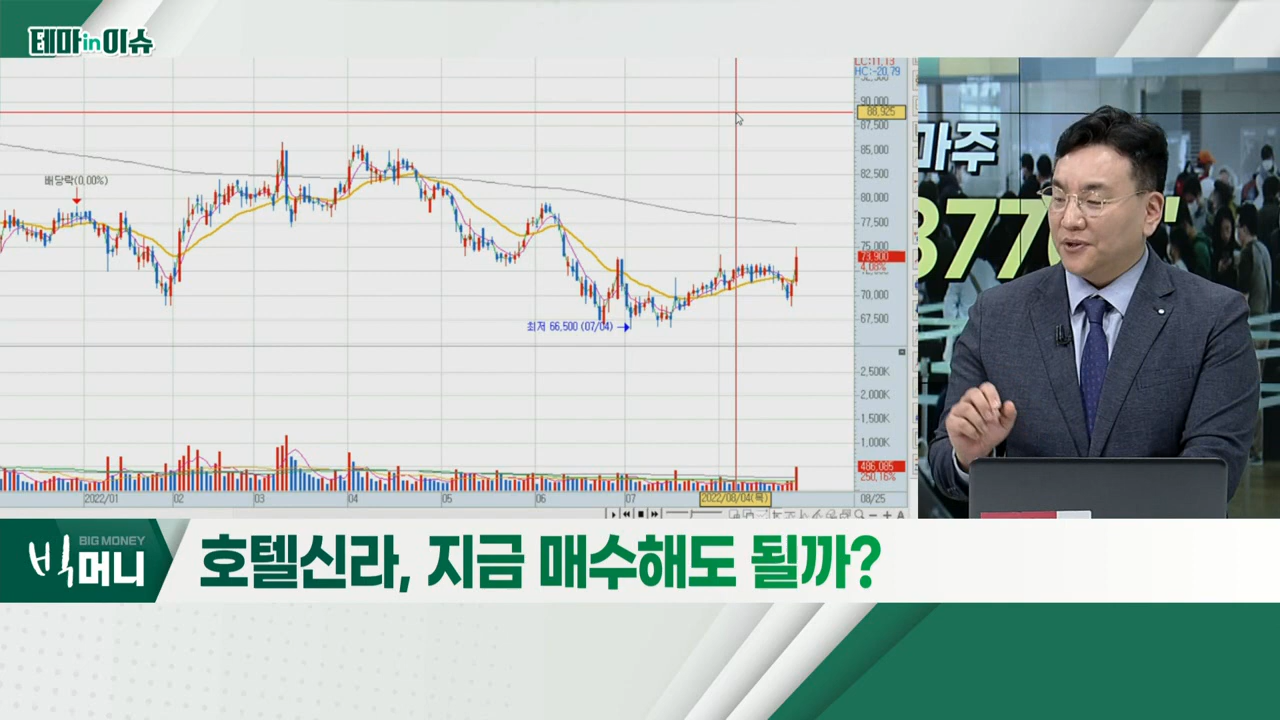 테마in이슈
LC:11.13
HC:-20.79
92,500
90,000
88,925
87,500
85,000
82,500
80,000
77,500
75,000
73,900
4.08%
70,000
67,500
배당락(0.00%)
최저 66,500 (07/04)
2,500K
2,000K
1,500K
1,000K
486,085
250.16%
2022/01
02
03
04
05
06
07
2022/08/04(목)
08/25
A
마주
377
BIG MONEY
빅머니
호텔신라, 지금 매수해도 될까?